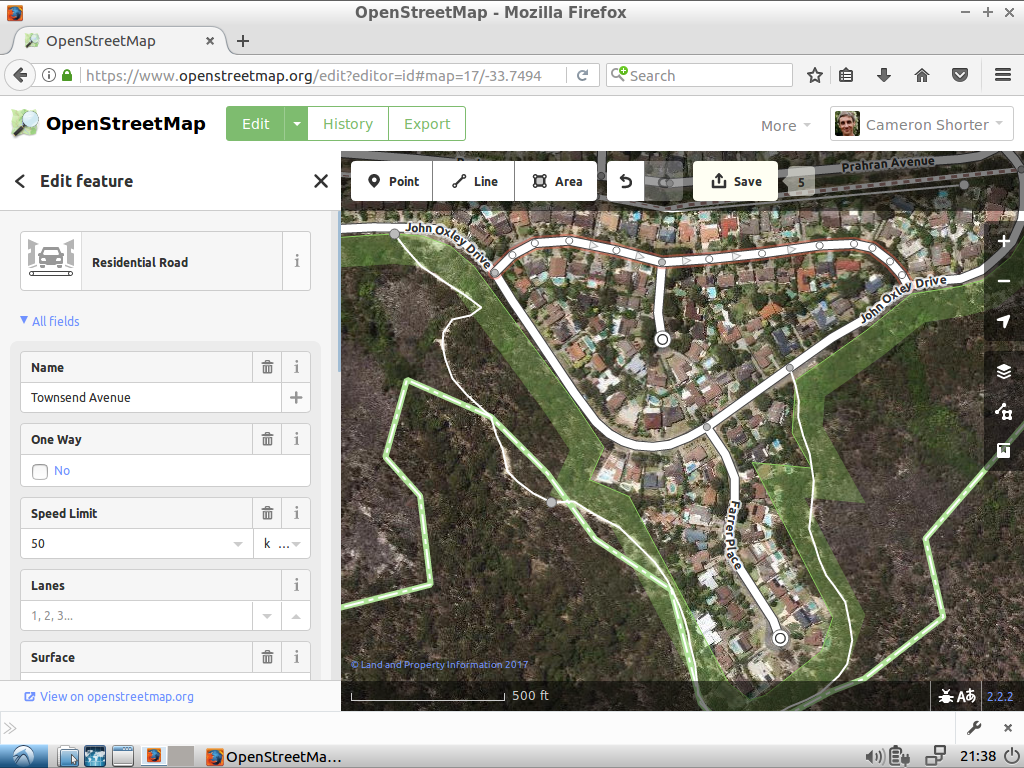 OpenStreetMap - Mozilla Firefox
OpenStreetMap
https://www.openstreetmap.org/edit?editor=id#map=17/-33.7494
Search
OpenStreetMap
Edit
History
Export
More
Cameron Shorter
Edit feature
Point
Line
Area
Save
5
Prahran Avenue
John Oxley Drive
John Oxley Drive
Farrer Place
Residential Road
All fields
Name
Townsend Avenue
One Way
No
Speed Limit
50
k ...
Lanes
1, 2, 3...
Surface
© Land and Property Information 2017
View on openstreetmap.org
500 ft
2.2.2
OpenStreetMa...
21:38